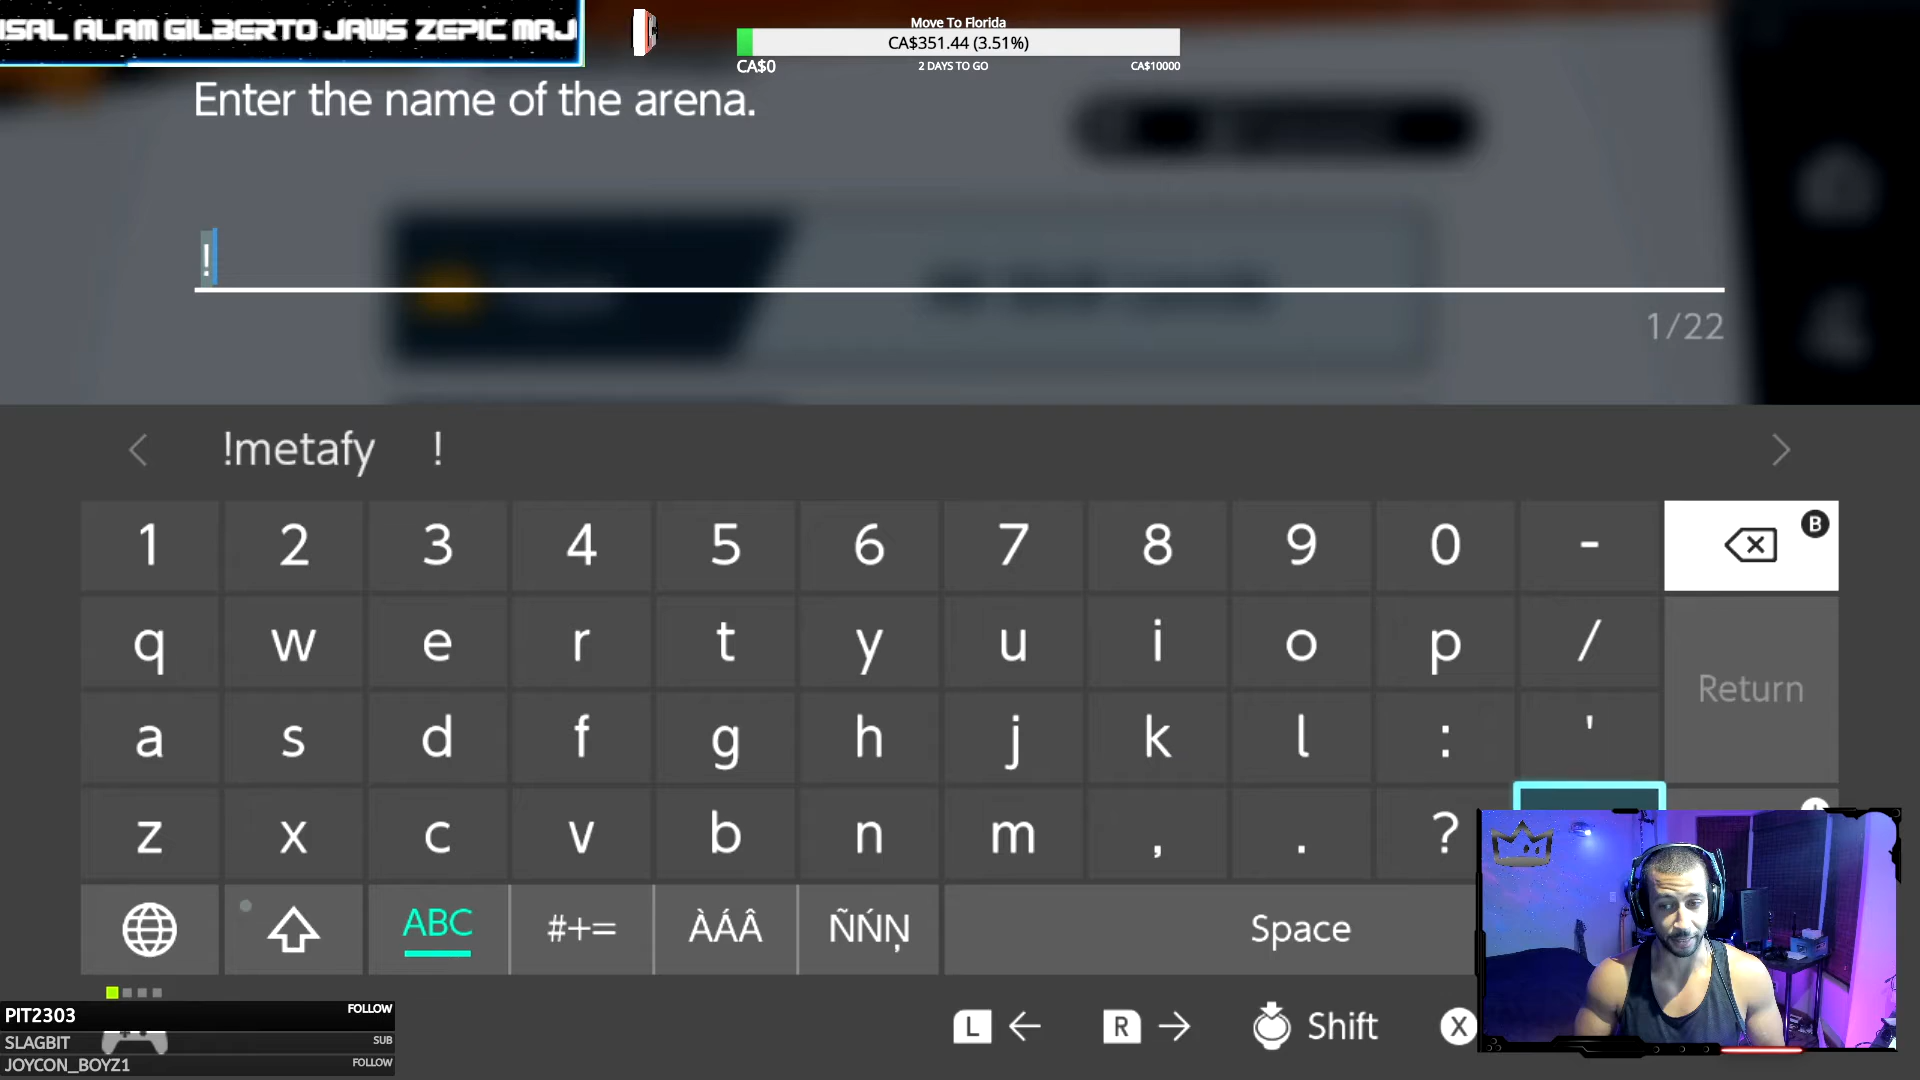 ISAL ALAM GILBERTO JAWS ZEPIC MAJ
Move To Florida
CA$351.44 (3.51%)
CA$0
2 DAYS TO GO
CA$10000
Enter the name of the arena.
!
1/22
!metafy !
1 2 3 4 5 6 7 8 9 0 - B
q w e r t y u i o p /
Return
a s d f g h j k l : '
z x c v b n m , . ?
ABC #+= ÀÁÂ ÑŃŅ Space
PIT2303 FOLLOW
SLAGBIT SUB
JOYCON_BOYZ1 FOLLOW
L ← R → Shift X